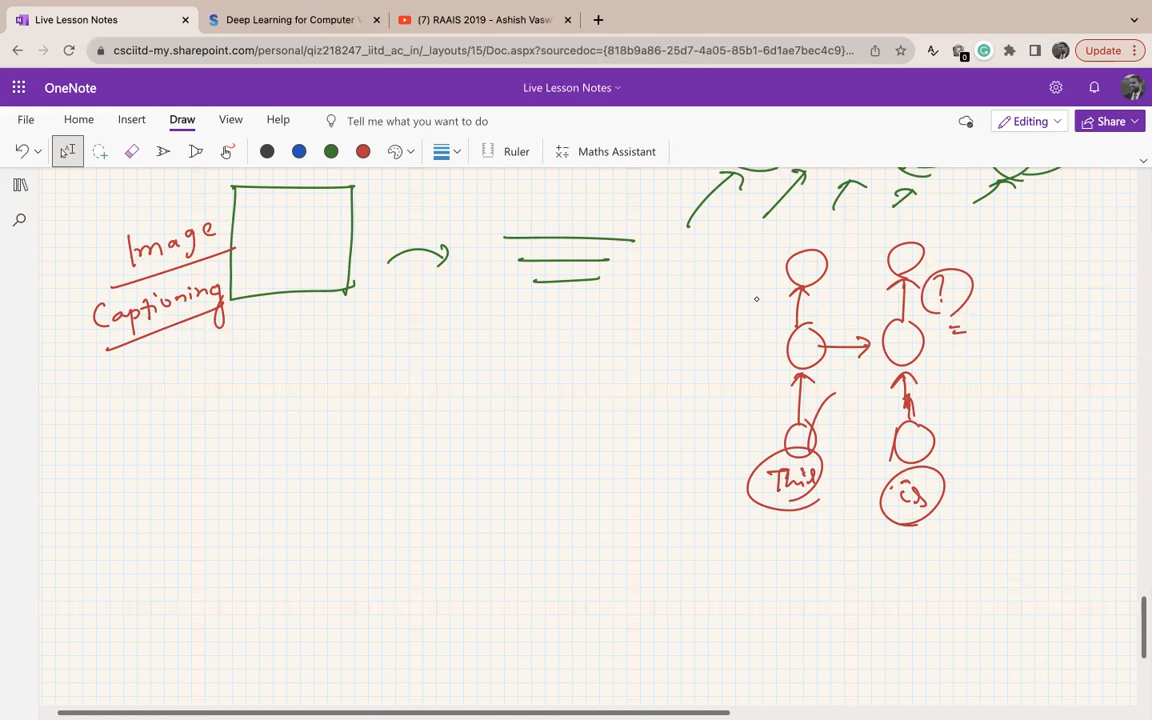 Live Lesson Notes
Deep Learning for Computer V
(7) RAAIS 2019 - Ashish Vasw
csciitd-my.sharepoint.com/personal/qiz218247_iitd_ac_in/_layouts/15/Doc.aspx?sourcedoc={818b9a86-25d7-4a05-85b1-6d1ae7bec4c9}...
0
Update
OneNote
Live Lesson Notes
File
Home
Insert
Draw
View
Help
Tell me what you want to do
Editing
Share
Ruler
Maths Assistant
Image
Captioning
?
This
is